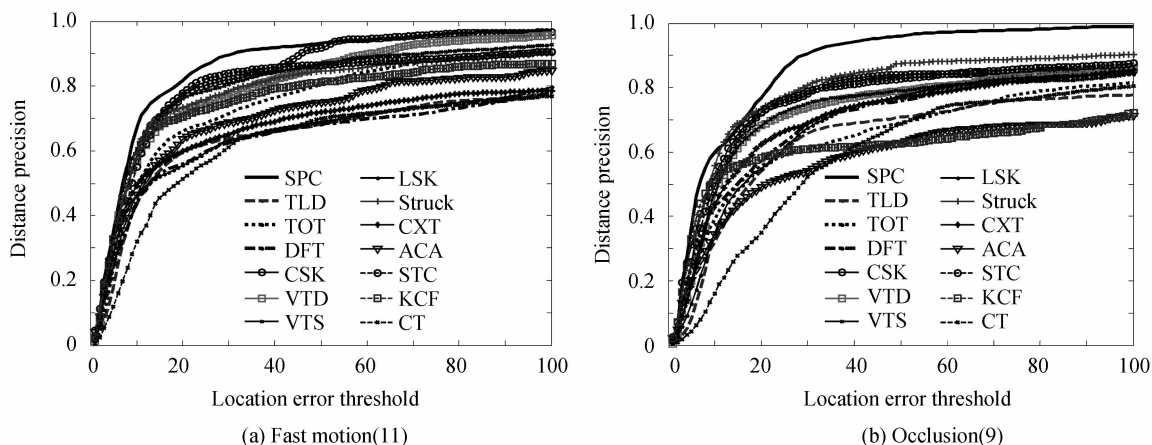 1.0
0.8
0.6
0.4
0.2
0
Distance precision
SPC
TLD
TOT
DFT
CSK
VTD
VTS
LSK
Struck
CXT
ACA
STC
KCF
CT
0 20 40 60 80 100
Location error threshold
(a) Fast motion(11)
1.0
0.8
0.6
0.4
0.2
0
Distance precision
SPC
TLD
TOT
DFT
CSK
VTD
VTS
LSK
Struck
CXT
ACA
STC
KCF
CT
0 20 40 60 80 100
Location error threshold
(b) Occlusion(9)